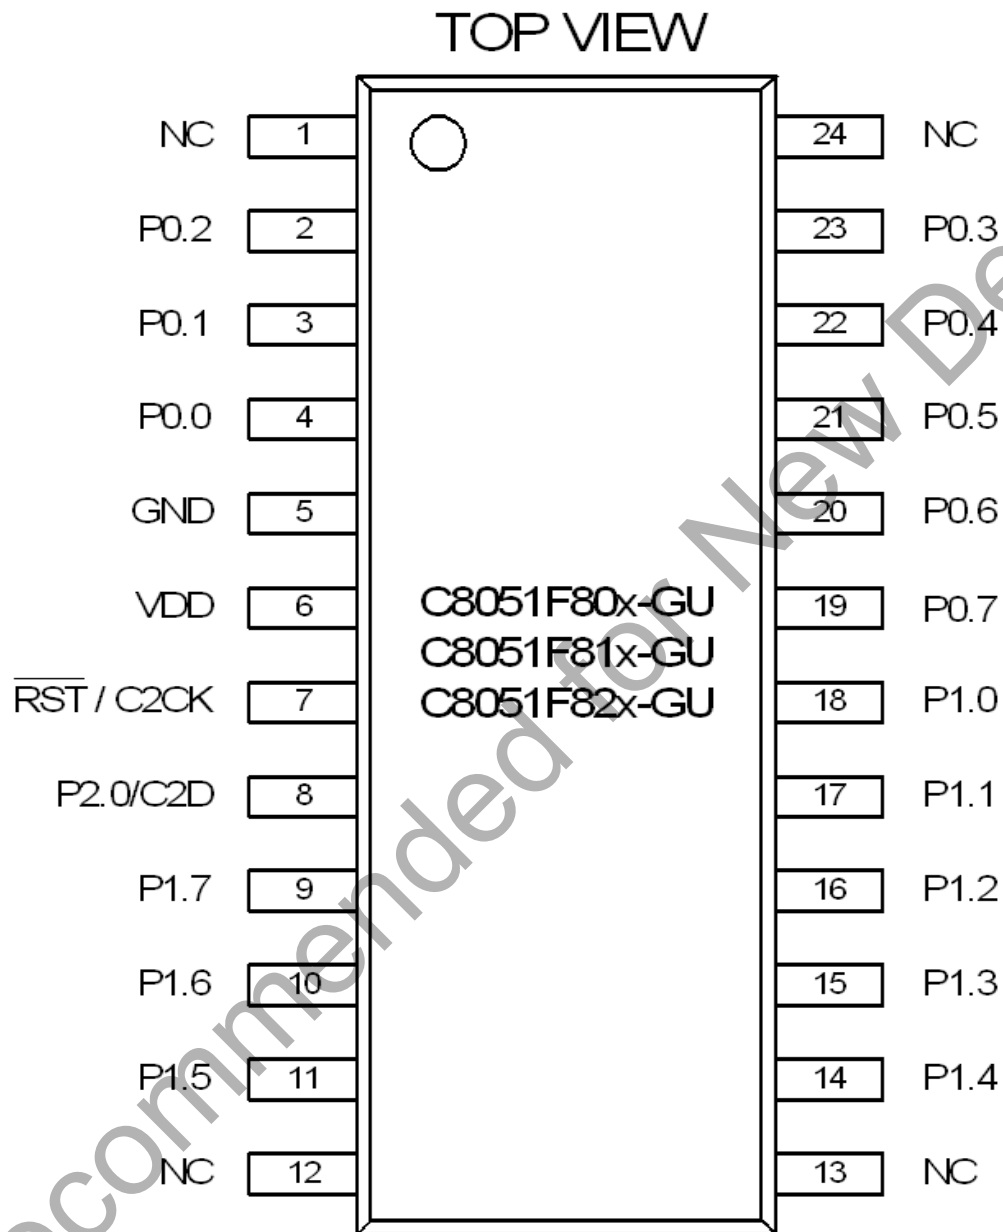 TOP VIEW
NC 1 24 NC
P0.2 2 23 P0.3
P0.1 3 22 P0.4
P0.0 4 21 P0.5
GND 5 20 P0.6
VDD 6 19 P0.7
C8051F80x-GU
C8051F81x-GU
C8051F82x-GU
RST / C2CK 7 18 P1.0
P2.0/C2D 8 17 P1.1
P1.7 9 16 P1.2
P1.6 10 15 P1.3
P1.5 11 14 P1.4
NC 12 13 NC
ecommended for New De